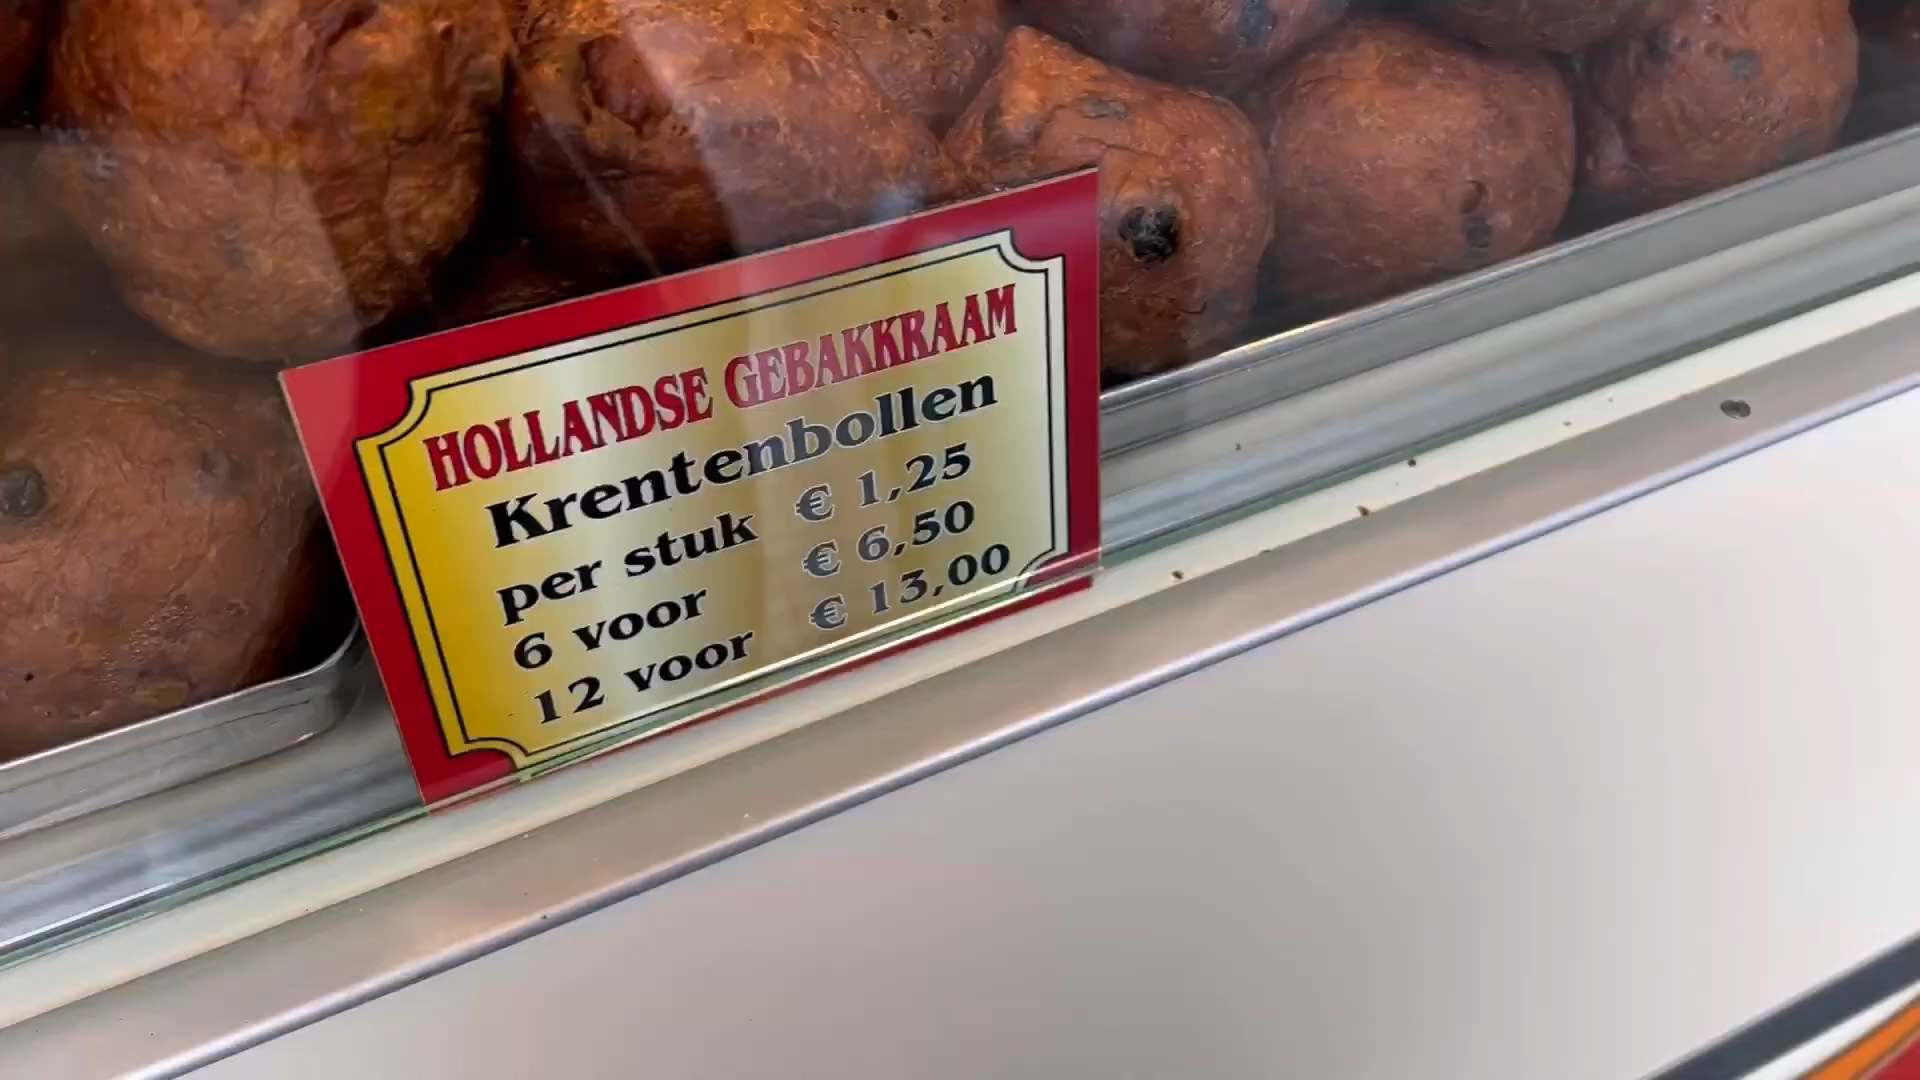 HOLLANDSE GEBAKKRAAM
Krentenbollen
per stuk € 1,25
6 voor € 6,50
12 voor € 13,00